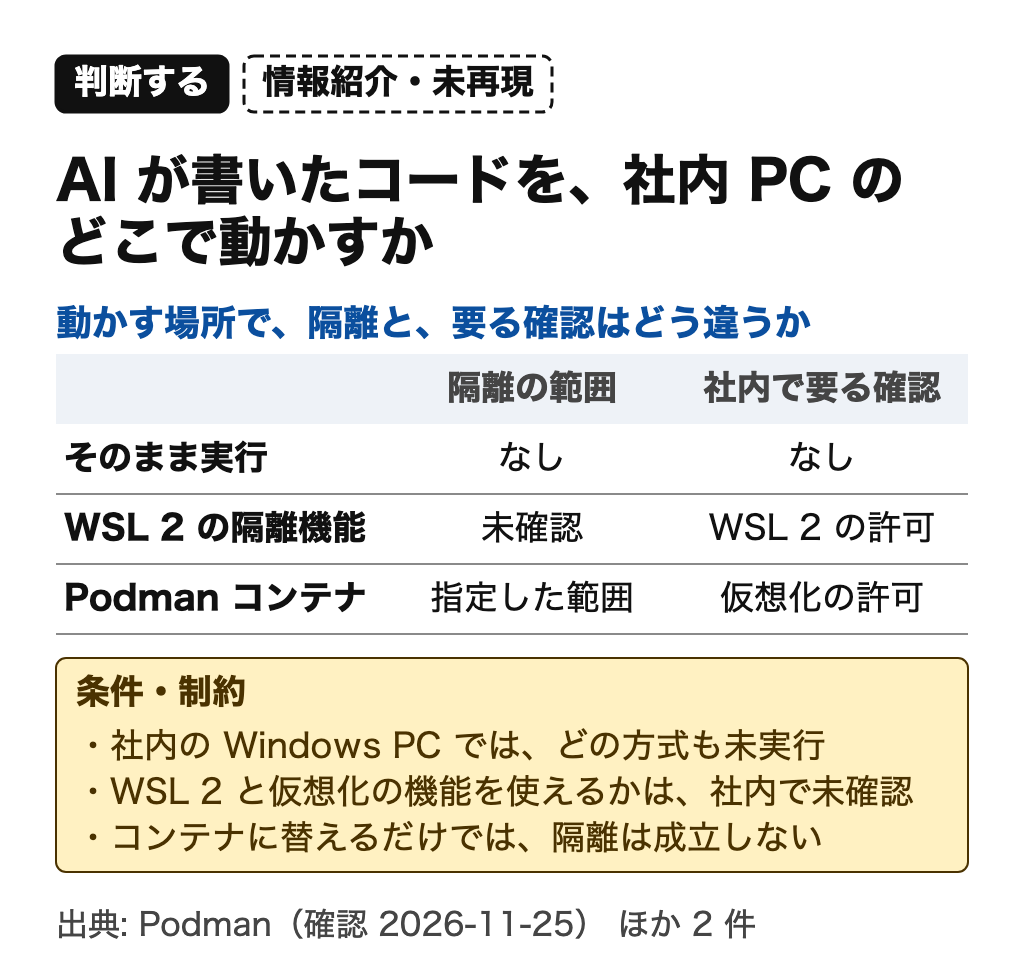 判断する 情報紹介・未再現
AI が書いたコードを、社内 PC の
どこで動かすか
動かす場所で、隔離と、要る確認はどう違うか
隔離の範囲 社内で要る確認
そのまま実行 なし なし
WSL 2 の隔離機能 未確認 WSL 2 の許可
Podman コンテナ 指定した範囲 仮想化の許可
条件・制約
・社内の Windows PC では、どの方式も未実行
・WSL 2 と仮想化の機能を使えるかは、社内で未確認
・コンテナに替えるだけでは、隔離は成立しない
出典: Podman（確認 2026-11-25） ほか 2 件